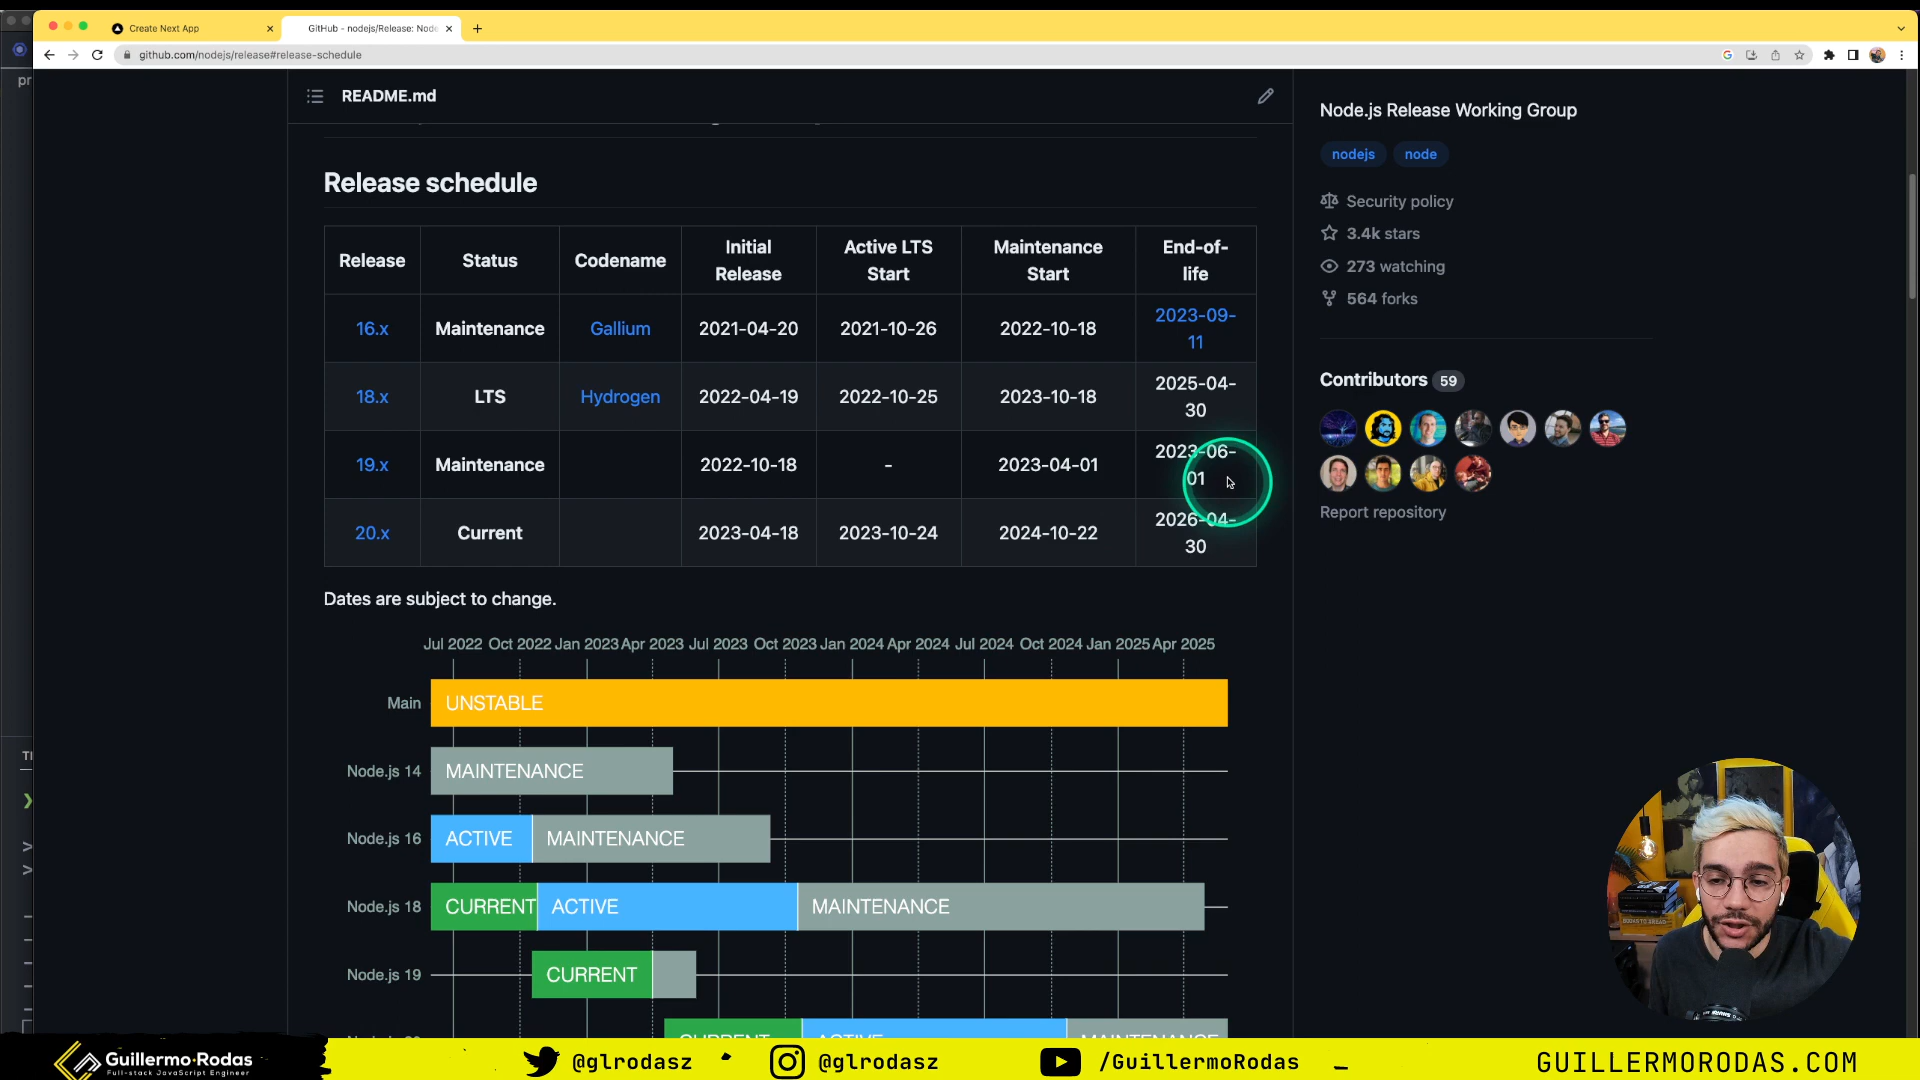 Create Next App
GitHub - nodejs/Release: Node
github.com/nodejs/release#release-schedule
pr
README.md
Release schedule
Release Status Codename Initial Release Active LTS Start Maintenance Start End-of-life
16.x Maintenance Gallium 2021-04-20 2021-10-26 2022-10-18 2023-09-11
18.x LTS Hydrogen 2022-04-19 2022-10-25 2023-10-18 2025-04-30
19.x Maintenance 2022-10-18 - 2023-04-01 2023-06-01
20.x Current 2023-04-18 2023-10-24 2024-10-22 2026-04-30
Dates are subject to change.
Jul 2022 Oct 2022 Jan 2023 Apr 2023 Jul 2023 Oct 2023 Jan 2024 Apr 2024 Jul 2024 Oct 2024 Jan 2025 Apr 2025
Main UNSTABLE
Node.js 14 MAINTENANCE
Node.js 16 ACTIVE MAINTENANCE
Node.js 18 CURRENT ACTIVE MAINTENANCE
Node.js 19 CURRENT
CURRENT ACTIVE MAINTENANCE
Node.js Release Working Group
nodejs node
Security policy
3.4k stars
273 watching
564 forks
Contributors 59
Report repository
Guillermo Rodas
Full-stack JavaScript Engineer
@glrodasz
@glrodasz
/GuillermoRodas
GUILLERMORODAS.COM